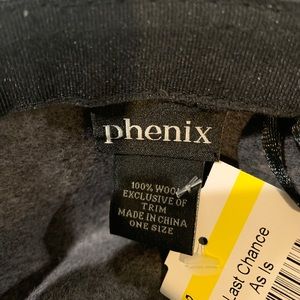 phenix
100% WOOL
EXCLUSIVE OF
TRIM
MADE IN CHINA
ONE SIZE
Last Chance
As Is